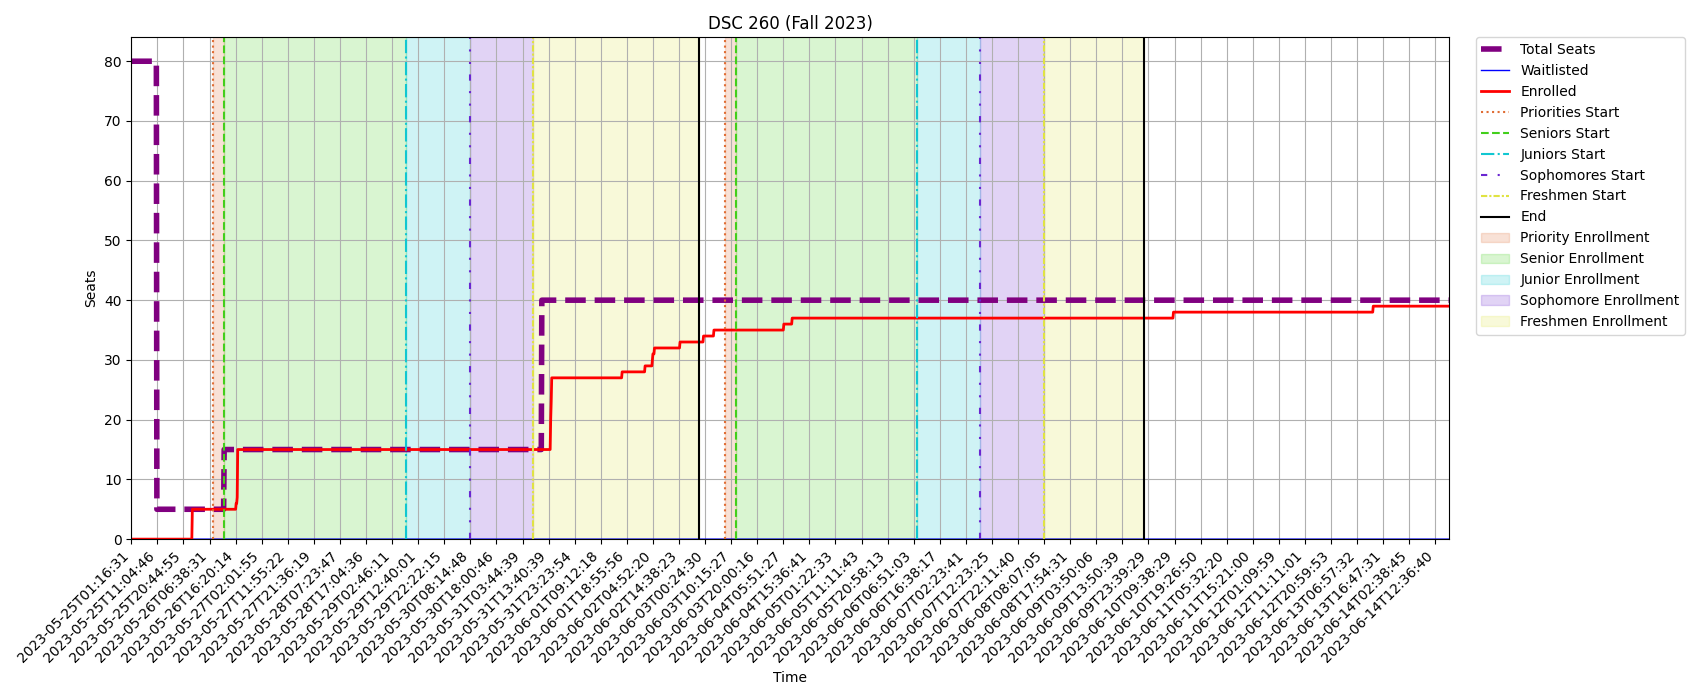 DSC 260 (Fall 2023)
Seats
80
70
60
50
40
30
20
10
0
2023-05-25T01:16:31
2023-05-25T11:04:46
2023-05-25T20:44:55
2023-05-26T06:38:31
2023-05-26T16:20:14
2023-05-27T02:01:55
2023-05-27T11:55:22
2023-05-27T21:36:19
2023-05-28T07:23:47
2023-05-28T17:04:36
2023-05-29T02:46:11
2023-05-29T12:40:01
2023-05-29T22:22:15
2023-05-30T08:14:48
2023-05-30T18:00:46
2023-05-31T03:44:39
2023-05-31T13:40:39
2023-05-31T23:23:54
2023-06-01T09:12:18
2023-06-01T18:55:56
2023-06-02T04:52:20
2023-06-02T14:38:23
2023-06-03T00:24:30
2023-06-03T10:15:27
2023-06-03T20:00:16
2023-06-04T05:51:27
2023-06-04T15:36:41
2023-06-05T01:22:33
2023-06-05T11:11:43
2023-06-05T20:58:13
2023-06-06T06:51:03
2023-06-06T16:38:17
2023-06-07T02:23:41
2023-06-07T12:23:25
2023-06-07T22:11:40
2023-06-08T08:07:05
2023-06-08T17:54:31
2023-06-09T03:50:06
2023-06-09T13:50:39
2023-06-09T23:39:29
2023-06-10T09:38:29
2023-06-10T19:26:50
2023-06-11T05:32:20
2023-06-11T15:21:00
2023-06-12T01:09:59
2023-06-12T11:11:01
2023-06-12T20:59:53
2023-06-13T06:57:32
2023-06-13T16:47:31
2023-06-14T02:38:45
2023-06-14T12:36:40
Time
Total Seats
Waitlisted
Enrolled
Priorities Start
Seniors Start
Juniors Start
Sophomores Start
Freshmen Start
End
Priority Enrollment
Senior Enrollment
Junior Enrollment
Sophomore Enrollment
Freshmen Enrollment